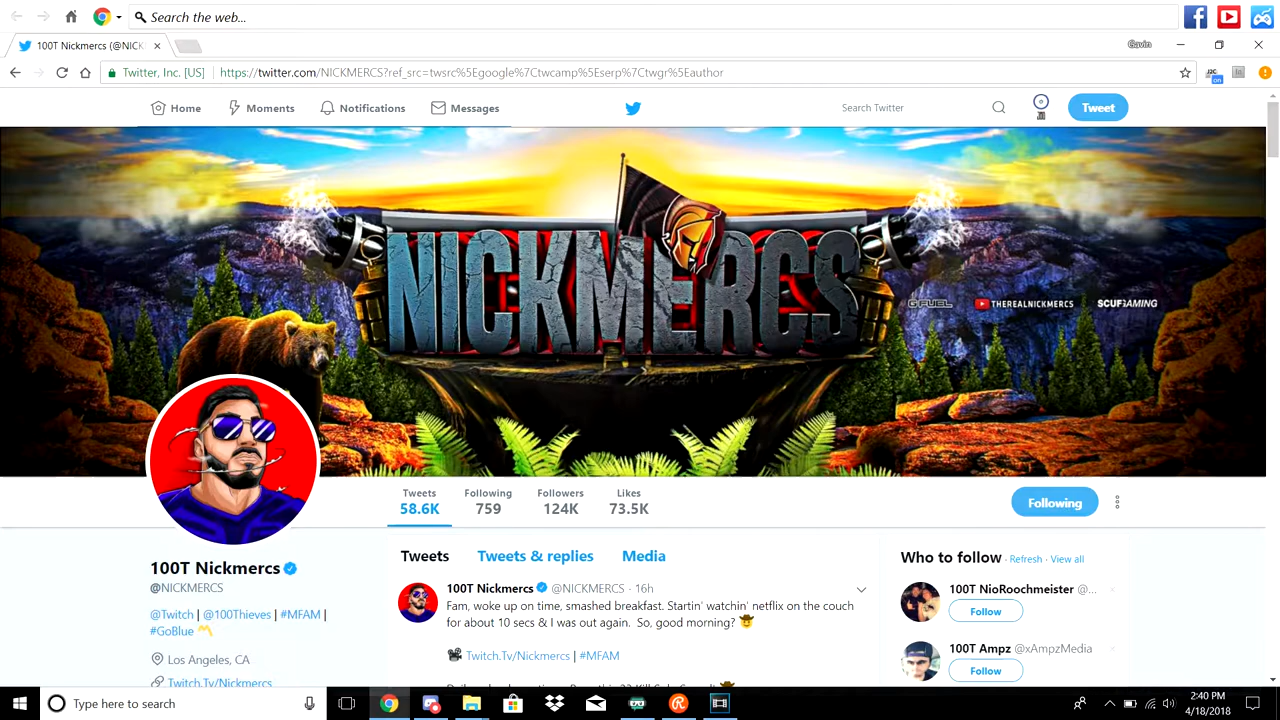 Search the web...
100T Nickmercs (@NICK
Gavin
Twitter, Inc. [US]
https://twitter.com/NICKMERCS?ref_src=twsrc%5Egoogle%7Ctwcamp%5Eserp%7Ctwgr%5Eauthor
on
Home
Moments
Notifications
Messages
Search Twitter
Tweet
NICKMERCS
G FUEL
THEREALNICKMERCS
SCUF GAMING
Tweets
58.6K
Following
759
Followers
124K
Likes
73.5K
Following
100T Nickmercs
@NICKMERCS
@Twitch | @100Thieves | #MFAM |
#GoBlue 〽️
Los Angeles, CA
Twitch.Tv/Nickmercs
Tweets
Tweets & replies
Media
100T Nickmercs @NICKMERCS · 16h
Fam, woke up on time, smashed breakfast. Startin' watchin' netflix on the couch
for about 10 secs & I was out again. So, good morning? 🤠
🎥 Twitch.Tv/Nickmercs | #MFAM
Who to follow · Refresh · View all
100T NioRoochmeister @...
Follow
100T Ampz @xAmpzMedia
Follow
Type here to search
2:40 PM
4/18/2018